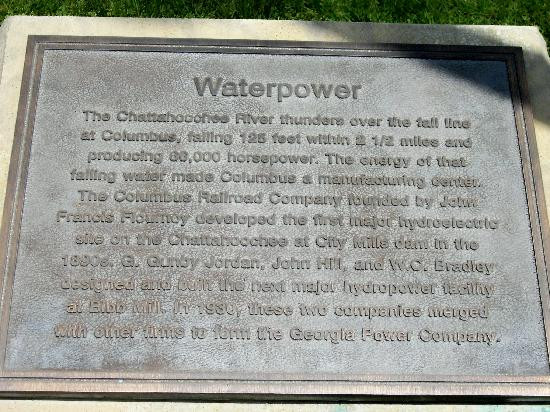 Waterpower
The Chattahoochee River thunders over the fall line
at Columbus, falling 125 feet within 2 1/2 miles and
producing 60,000 horsepower. The energy of that
falling water made Columbus a manufacturing center.
The Columbus Railroad Company founded by John
Francis Flournoy developed the first major hydroelectric
site on the Chattahoochee at City Mills dam in the
1890s. G. Gunby Jordan, John Hill, and W.C. Bradley
designed and built the next major hydropower facility
at Bibb Mill. In 1930, these two companies merged
with other firms to form the Georgia Power Company.